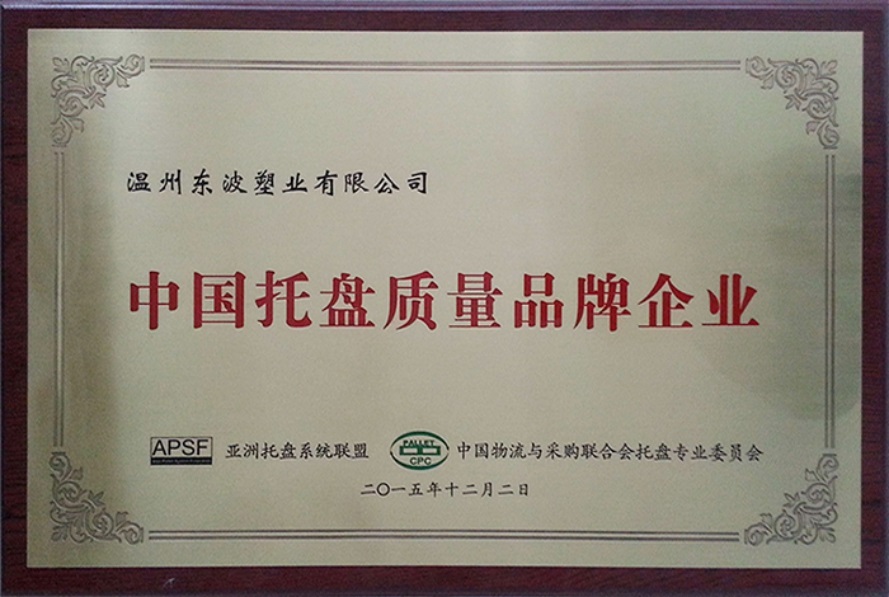 温州东波塑业有限公司
中国托盘质量品牌企业
APSF 亚洲托盘系统联盟 PALLET CPC 中国物流与采购联合会托盘专业委员会
二〇一五年十二月二日